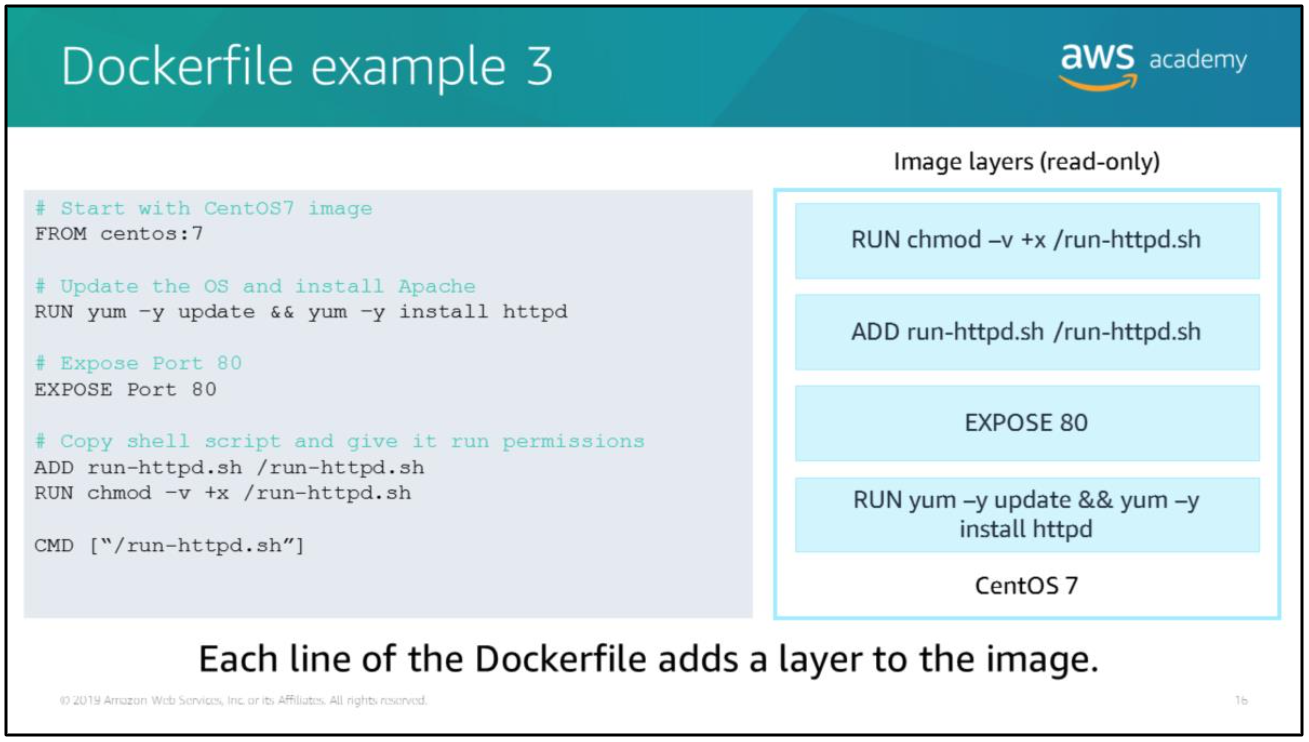 Dockerfile example 3
aws academy
Image layers (read-only)
# Start with CentOS7 image
FROM centos:7
# Update the OS and install Apache
RUN yum –y update && yum –y install httpd
# Expose Port 80
EXPOSE Port 80
# Copy shell script and give it run permissions
ADD run-httpd.sh /run-httpd.sh
RUN chmod –v +x /run-httpd.sh
CMD [“/run-httpd.sh”]
RUN chmod –v +x /run-httpd.sh
ADD run-httpd.sh /run-httpd.sh
EXPOSE 80
RUN yum –y update && yum –y
install httpd
CentOS 7
Each line of the Dockerfile adds a layer to the image.
© 2019 Amazon Web Services, Inc. or its Affiliates. All rights reserved.
16